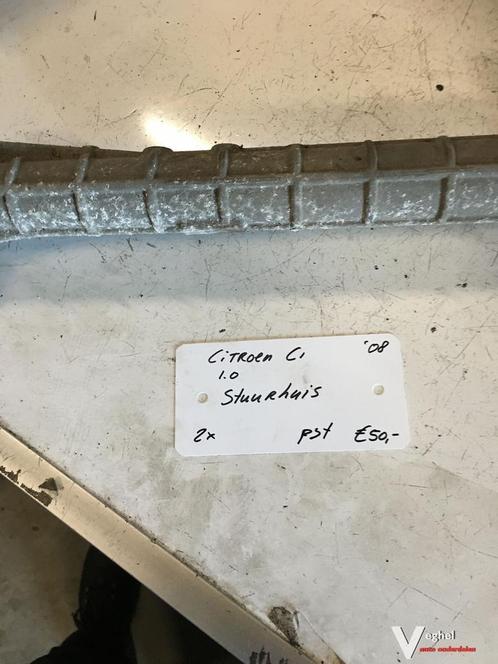 CiTROEN C1 '08
1.0
Stuurhuis
2x pst €50,-
Veghel
auto onderdelen